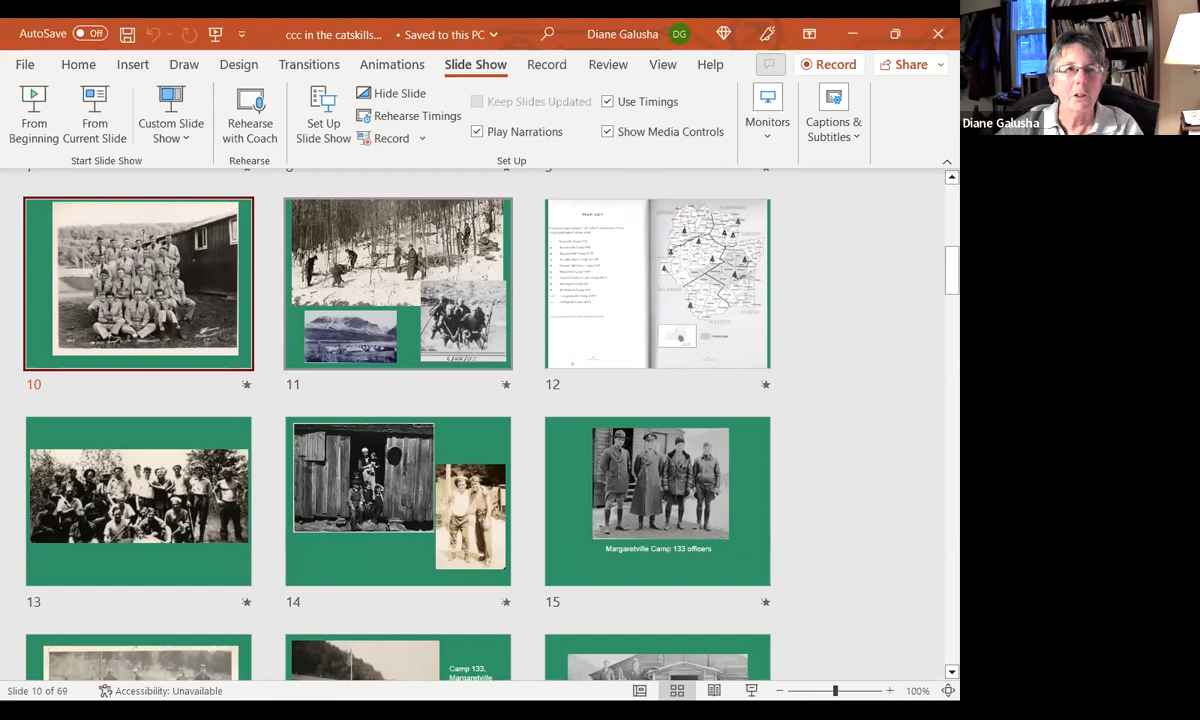 AutoSave Off
ccc in the catskills... • Saved to this PC
Diane Galusha DG
File Home Insert Draw Design Transitions Animations Slide Show Record Review View Help
Record Share
From Beginning
From Current Slide
Custom Slide Show
Start Slide Show
Rehearse with Coach
Rehearse
Set Up Slide Show
Hide Slide
Rehearse Timings
Record
Keep Slides Updated
Use Timings
Play Narrations
Show Media Controls
Set Up
Monitors
Captions & Subtitles
Diane Galusha
MAP KEY
10
11
12
Margaretville Camp 133 officers
13
14
15
Camp 133,
Margaretville
Slide 10 of 69
Accessibility: Unavailable
100%